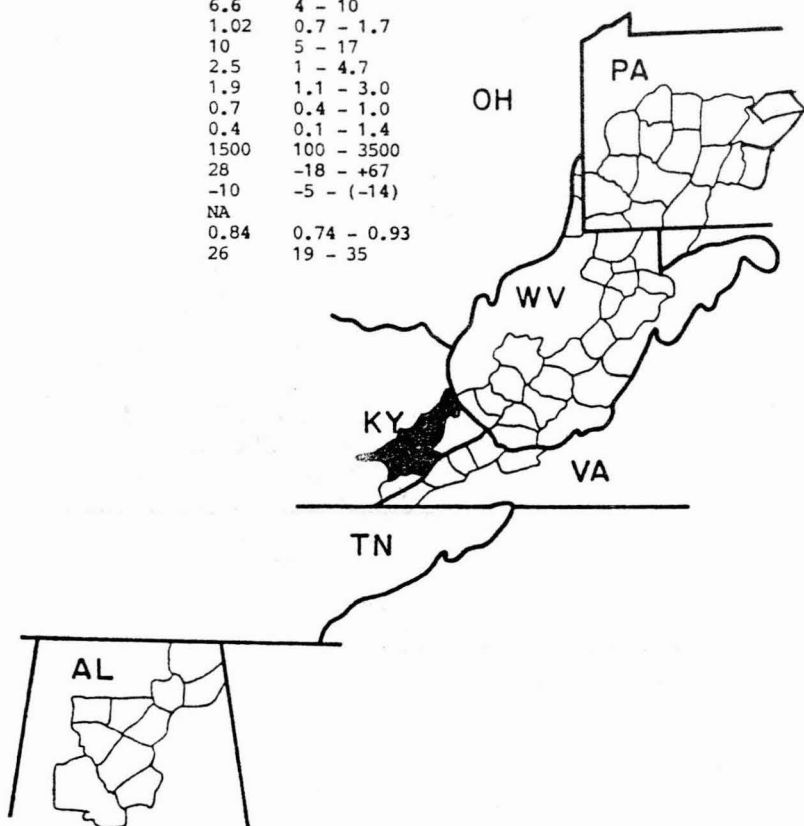 6.6 4 - 10
1.02 0.7 - 1.7
10 5 - 17
2.5 1 - 4.7
1.9 1.1 - 3.0
0.7 0.4 - 1.0
0.4 0.1 - 1.4
1500 100 - 3500
28 -18 - +67
-10 -5 - (-14)
NA
0.84 0.74 - 0.93
26 19 - 35
PA
OH
WV
KY
VA
TN
AL